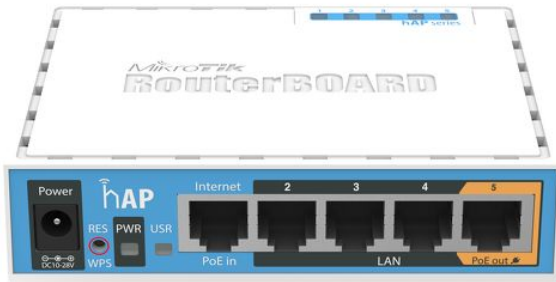 1 2 3 4 5
hAP series
MikroTik
RouterBOARD
Power
hAP
Internet
2
3
4
5
RES
PWR
USR
DC10-28V
WPS
PoE in
LAN
PoE out